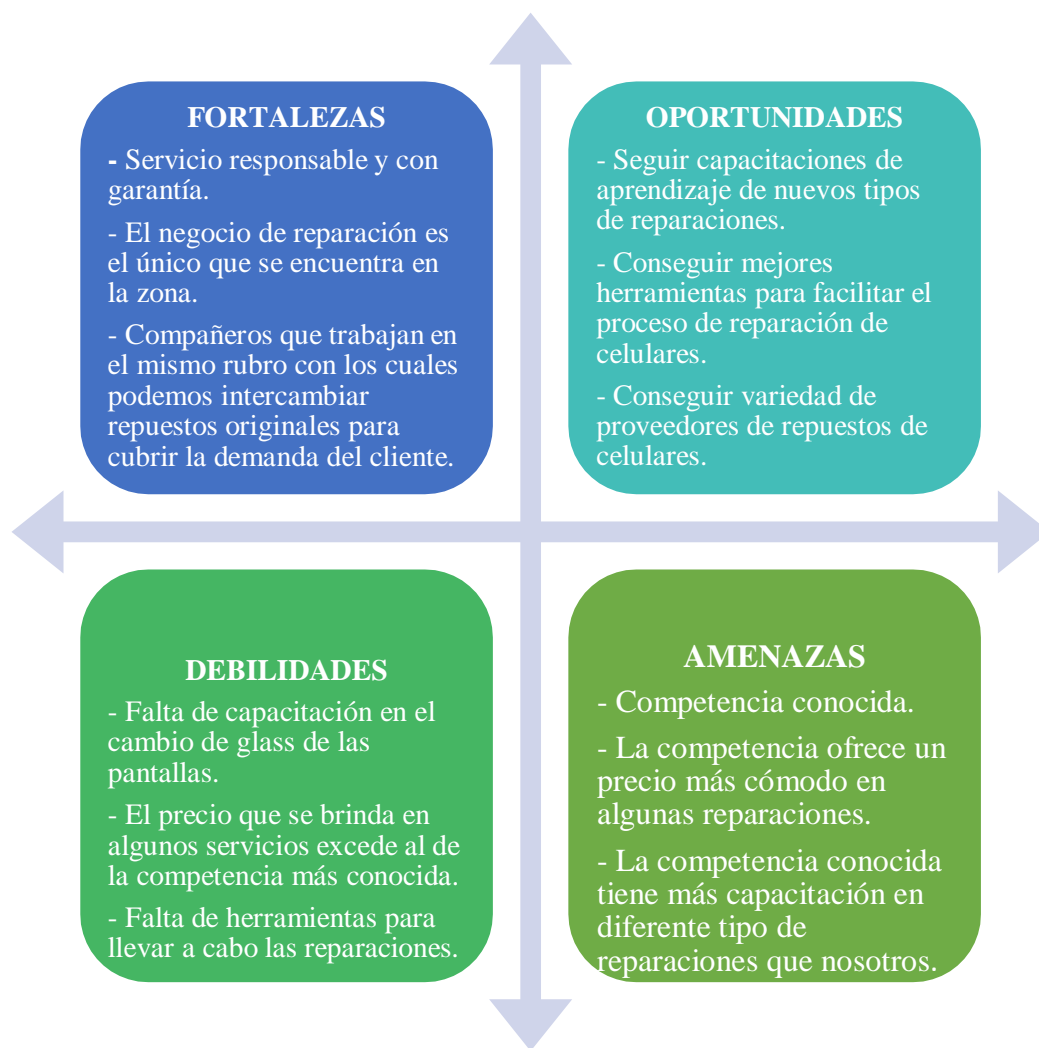 FORTALEZAS
- Servicio responsable y con
garantía.
- El negocio de reparación es
el único que se encuentra en
la zona.
- Compañeros que trabajan en
el mismo rubro con los cuales
podemos intercambiar
repuestos originales para
cubrir la demanda del cliente.
OPORTUNIDADES
- Seguir capacitaciones de
aprendizaje de nuevos tipos
de reparaciones.
- Conseguir mejores
herramientas para facilitar el
proceso de reparación de
celulares.
- Conseguir variedad de
proveedores de repuestos de
celulares.
DEBILIDADES
- Falta de capacitación en el
cambio de glass de las
pantallas.
- El precio que se brinda en
algunos servicios excede al de
la competencia más conocida.
- Falta de herramientas para
llevar a cabo las reparaciones.
AMENAZAS
- Competencia conocida.
- La competencia ofrece un
precio más cómodo en
algunas reparaciones.
- La competencia conocida
tiene más capacitación en
diferente tipo de
reparaciones que nosotros.